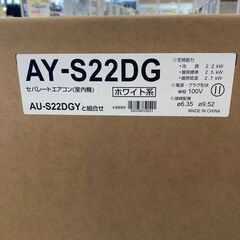 AY-S22DG
セパレートエアコン(室内機)
ホワイト系
AU-S22DGYと組合せ
●定格能力
・冷 房 2.2 kW
・暖房標準 2.5 kW
・暖房低温 2.7 kW
●電源・プラグ形状
単相 100V
●接続配管
φ6.35 φ9.52
MADE IN CHINA